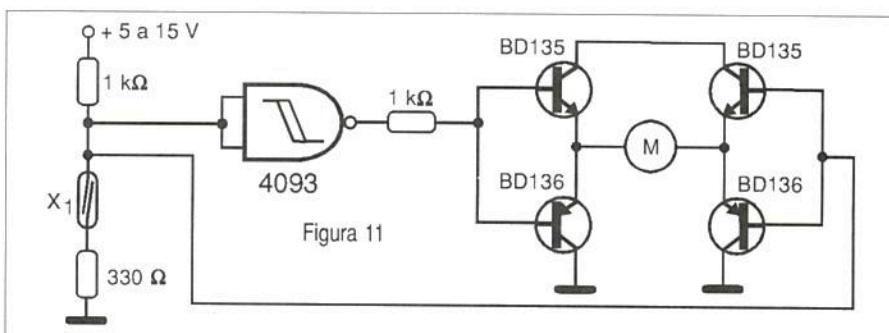 + 5 a 15 V
BD135
BD135
1 kΩ
1 kΩ
4093
M
X1
BD136
BD136
Figura 11
330 Ω